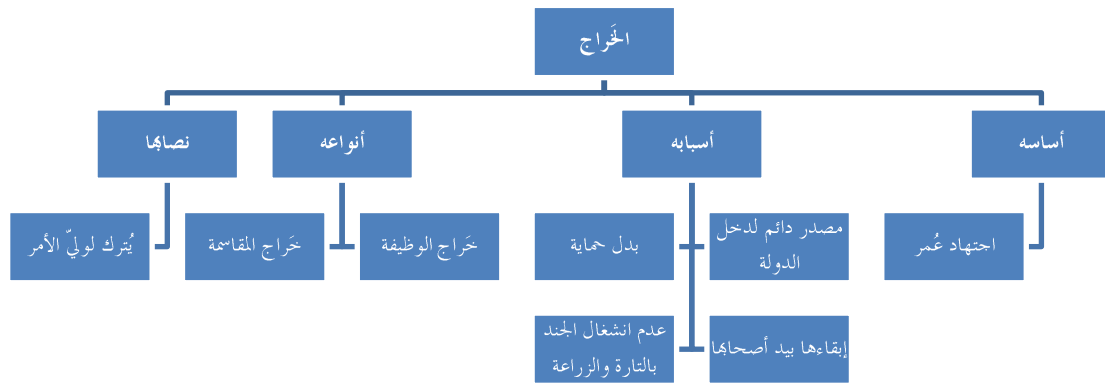 الخَراج
أساسه
أسبابه
أنواعه
نصابها
اجتهاد عُمر
مصدر دائم لدخل
الدولة
بدل حماية
إبقاءها بيد أصحابها
عدم انشغال الجند
بالتارة والزراعة
خَراج الوظيفة
خَراج المقاسمة
يُترك لوليّ الأمر